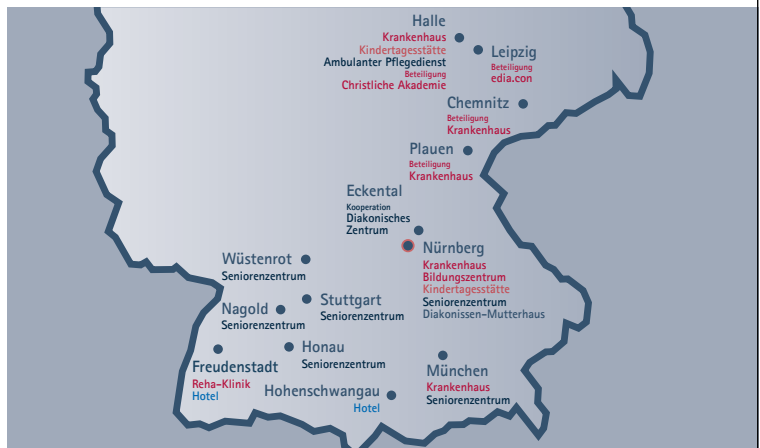 Halle
Krankenhaus
Kindertagesstätte
Ambulanter Pflegedienst
Beteiligung
Christliche Akademie
Leipzig
Beteiligung
edia.con
Chemnitz
Beteiligung
Krankenhaus
Plauen
Beteiligung
Krankenhaus
Eckental
Kooperation
Diakonisches
Zentrum
Nürnberg
Krankenhaus
Bildungszentrum
Kindertagesstätte
Seniorenzentrum
Diakonissen-Mutterhaus
Wüstenrot
Seniorenzentrum
Stuttgart
Seniorenzentrum
Nagold
Seniorenzentrum
Honau
Seniorenzentrum
Freudenstadt
Reha-Klinik
Hotel
Hohenschwangau
Hotel
München
Krankenhaus
Seniorenzentrum